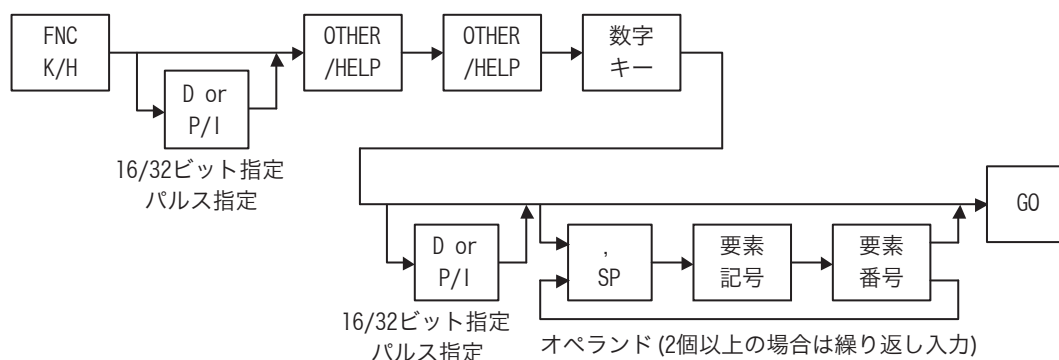 FNC
K/H
D or
P/I
16/32ビット指定
パルス指定
OTHER
/HELP
OTHER
/HELP
数字
キー
D or
P/I
16/32ビット指定
パルス指定
,
SP
要素
記号
要素
番号
オペランド (2個以上の場合は繰り返し入力)
GO